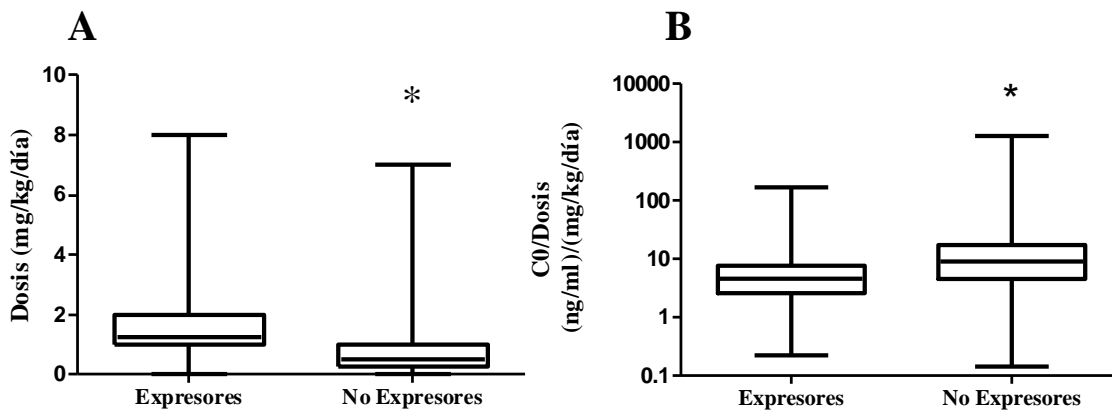 A
Dosis (mg/kg/día)
10
8
6
4
2
0
*
Expresores
No Expresores
B
C0/Dosis
(ng/ml)/(mg/kg/día)
10000
1000
100
10
1
0.1
*
Expresores
No Expresores